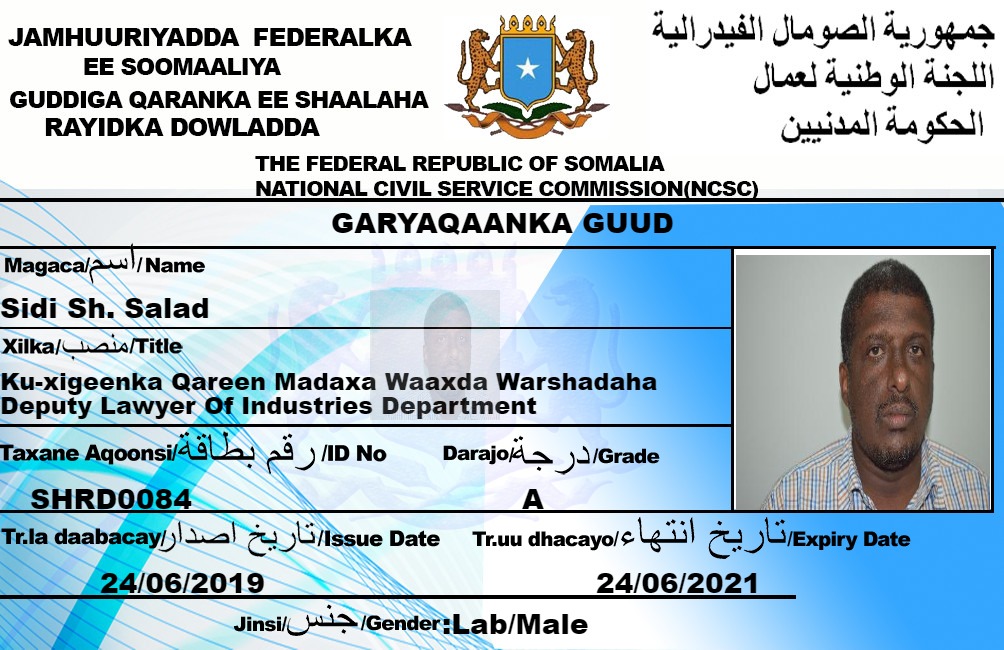 JAMHUURIYADDA FEDERALKA
EE SOOMAALIYA
GUDDIGA QARANKA EE SHAALAHA
RAYIDKA DOWLADDA
جمهورية الصومال الفيدرالية
اللجنة الوطنية لعمال
الحكومة المدنيين
THE FEDERAL REPUBLIC OF SOMALIA
NATIONAL CIVIL SERVICE COMMISSION(NCSC)
GARYAQAANKA GUUD
Magaca/اسم/Name
Sidi Sh. Salad
Xilka/منصب/Title
Ku-xigeenka Qareen Madaxa Waaxda Warshadaha
Deputy Lawyer Of Industries Department
Taxane Aqoonsi/رقم بطاقة/ID No Darajo/درجة/Grade
SHRD0084 A
Tr.la daabacay/تاريخ اصدار/Issue Date Tr.uu dhacayo/تاريخ انتهاء/Expiry Date
24/06/2019 24/06/2021
Jinsi/جنس/Gender:Lab/Male